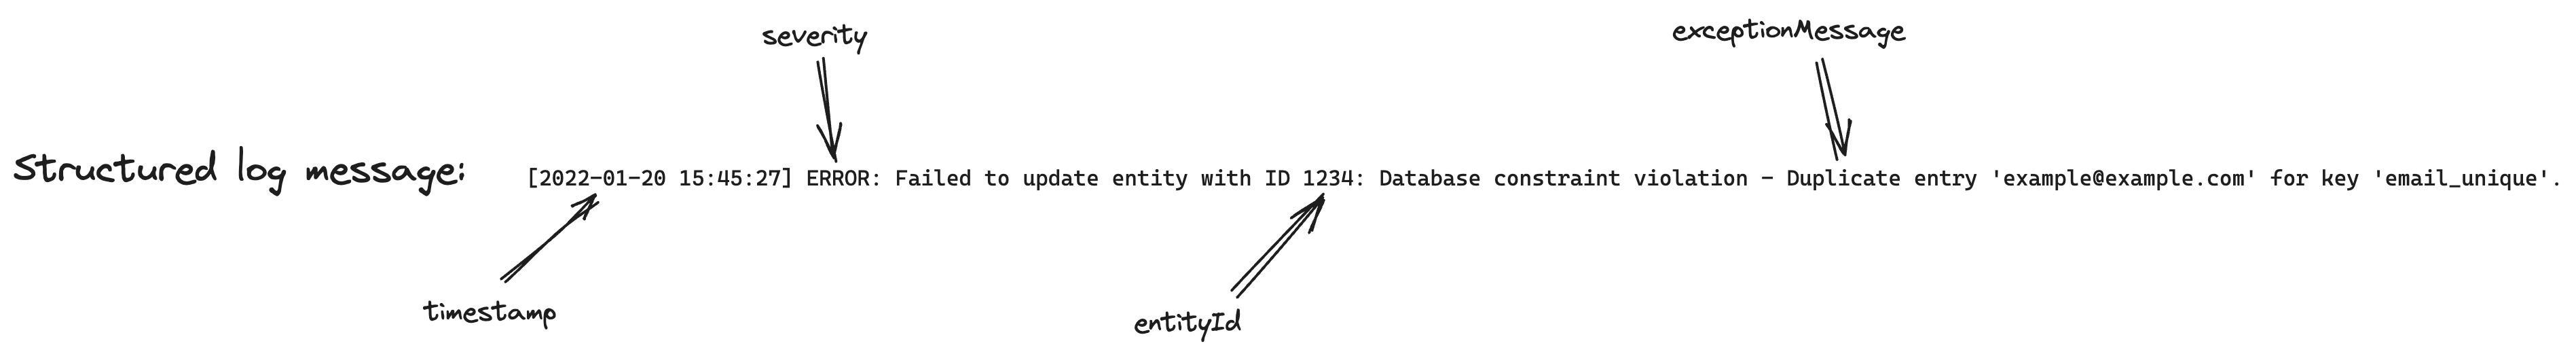 severity
exceptionMessage
Structured log message: [2022-01-20 15:45:27] ERROR: Failed to update entity with ID 1234: Database constraint violation - Duplicate entry 'example@example.com' for key 'email_unique'.
timestamp
entityId